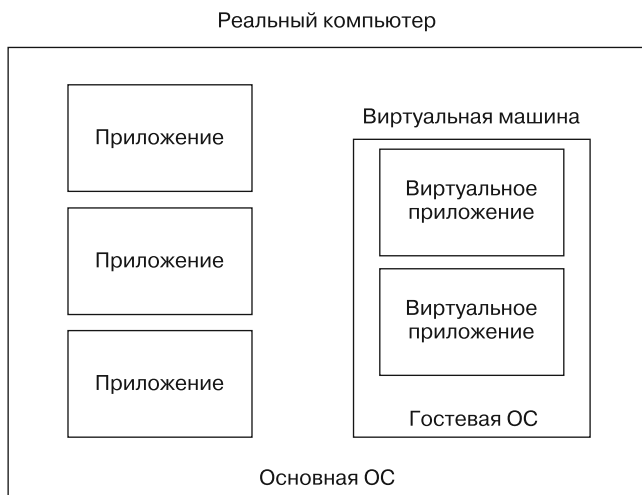 Реальный компьютер
Приложение
Приложение
Приложение
Виртуальная машина
Виртуальное
приложение
Виртуальное
приложение
Гостевая ОС
Основная ОС